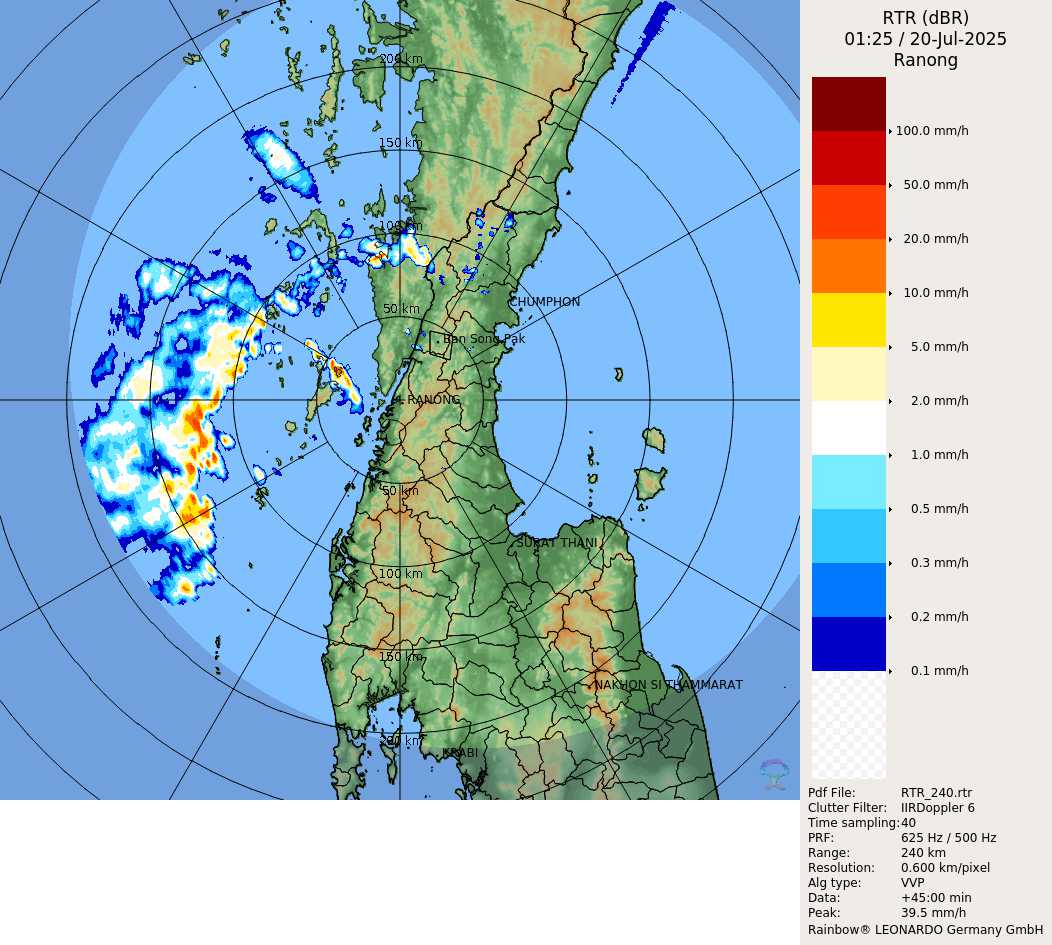 RTR (dBR)
01:25 / 20-Jul-2025
Ranong
200 km
150 km
100 km
50 km
CHUMPHON
Ban Song Pak
RANONG
50 km
SURAT THANI
100 km
150 km
NAKHON SI THAMMARAT
200 km
KRABI
100.0 mm/h
50.0 mm/h
20.0 mm/h
10.0 mm/h
5.0 mm/h
2.0 mm/h
1.0 mm/h
0.5 mm/h
0.3 mm/h
0.2 mm/h
0.1 mm/h
Pdf File: RTR_240.rtr
Clutter Filter: IIRDoppler 6
Time sampling: 40
PRF: 625 Hz / 500 Hz
Range: 240 km
Resolution: 0.600 km/pixel
Alg type: VVP
Data: +45:00 min
Peak: 39.5 mm/h
Rainbow® LEONARDO Germany GmbH